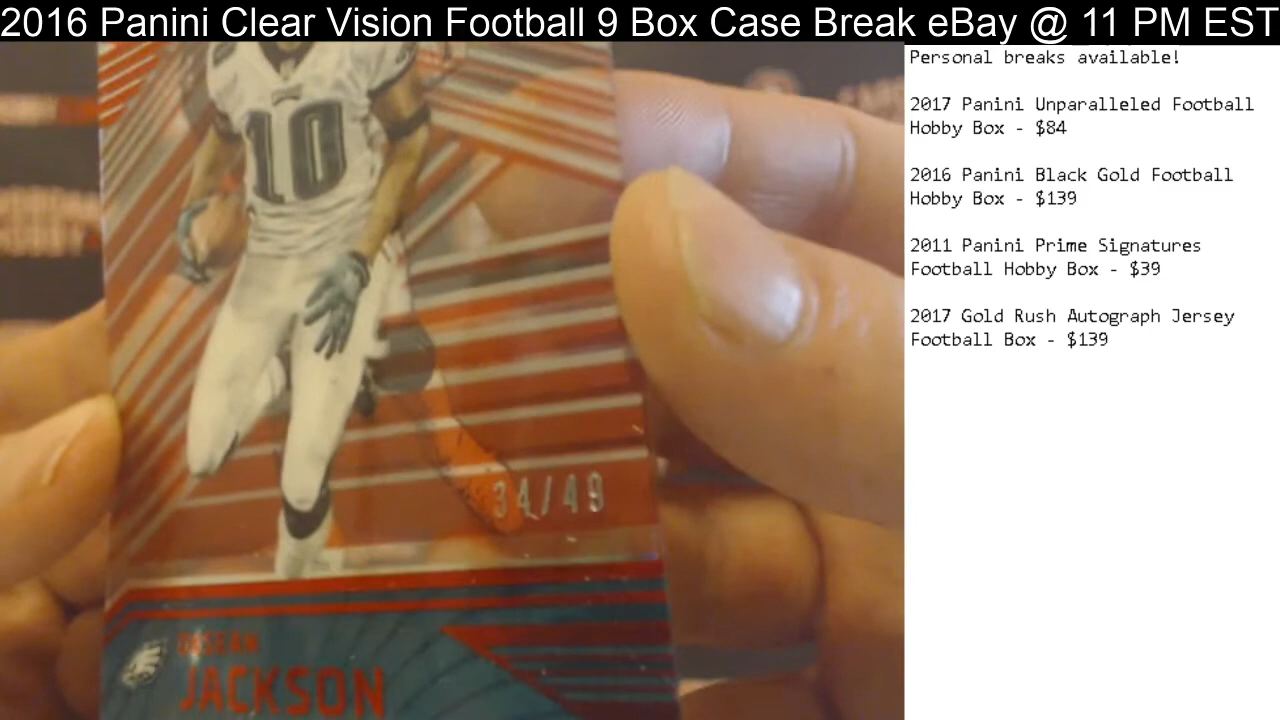 2016 Panini Clear Vision Football 9 Box Case Break eBay @ 11 PM EST
Personal breaks available!
2017 Panini Unparalleled Football
Hobby Box - $84
2016 Panini Black Gold Football
Hobby Box - $139
2011 Panini Prime Signatures
Football Hobby Box - $39
2017 Gold Rush Autograph Jersey
Football Box - $139
10
34/49
DESEAN
JACKSON